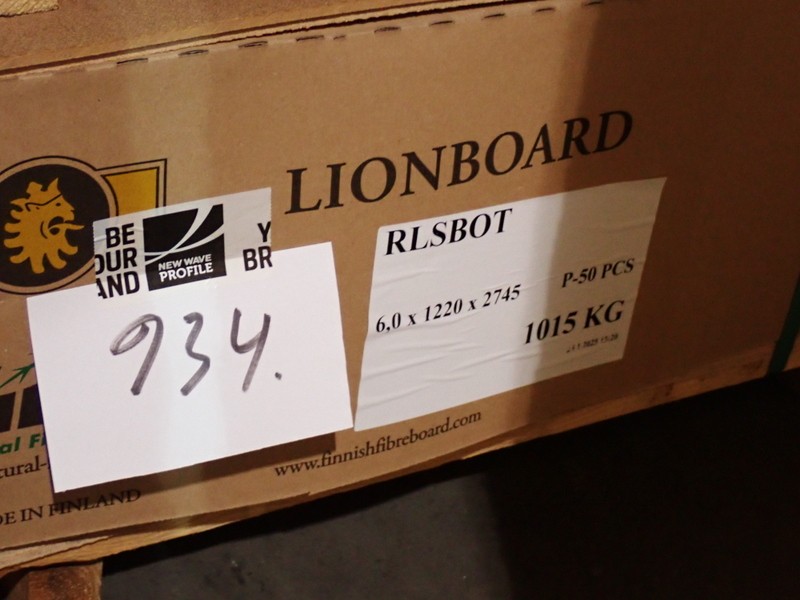 LIONBOARD
BE
OUR
AND
NEW WAVE
PROFILE
Y
BR
RLSBOT
6,0 x 1220 x 2745
P-50 PCS
1015 KG
934.
www.finnishfibreboard.com
DE IN FINLAND